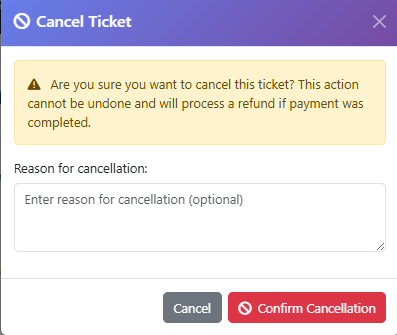 Cancel Ticket
Are you sure you want to cancel this ticket? This action
cannot be undone and will process a refund if payment was
completed.
Reason for cancellation:
Enter reason for cancellation (optional)
Cancel
Confirm Cancellation